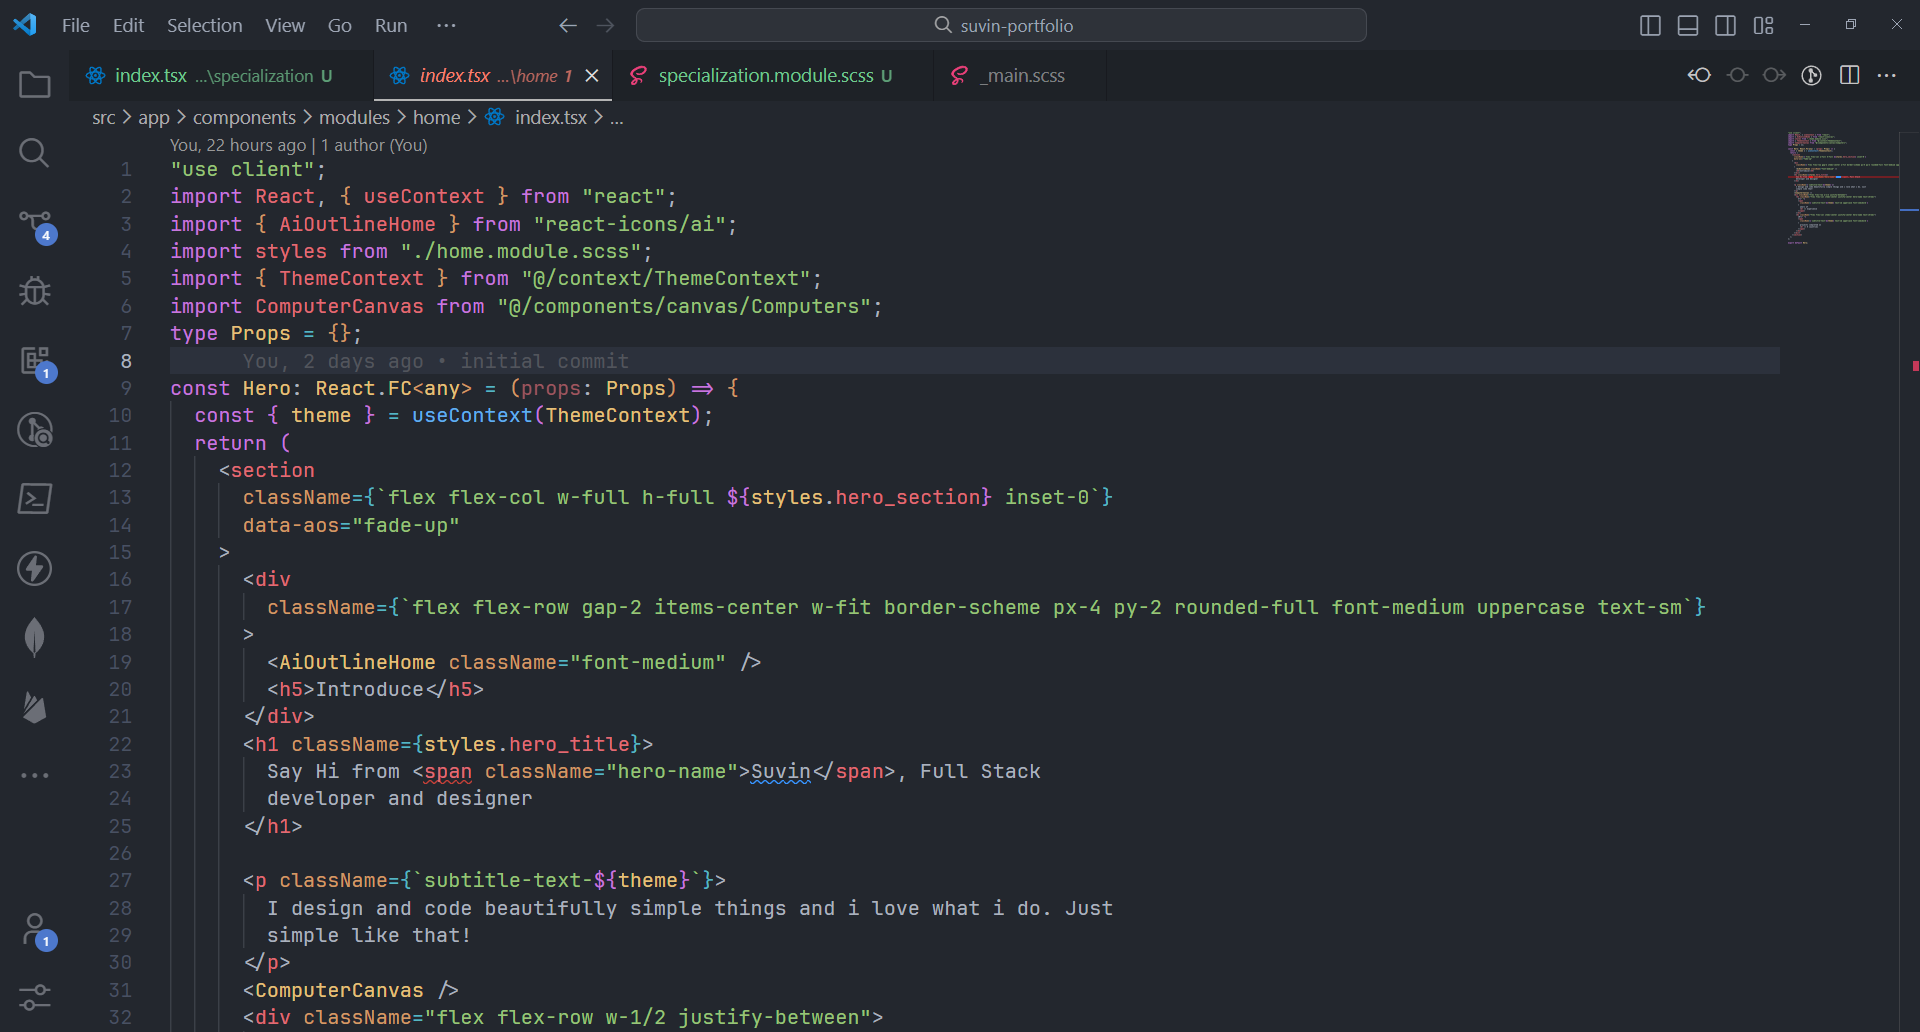 File Edit Selection View Go Run ··· suvin-portfolio
index.tsx ...\specialization U index.tsx ...\home 1 specialization.module.scss U _main.scss
src > app > components > modules > home > index.tsx > ...
You, 22 hours ago | 1 author (You)
1 "use client";
2 import React, { useContext } from "react";
3 import { AiOutlineHome } from "react-icons/ai";
4 import styles from "./home.module.scss";
5 import { ThemeContext } from "@/context/ThemeContext";
6 import ComputerCanvas from "@/components/canvas/Computers";
7 type Props = {};
8 You, 2 days ago • initial commit
9 const Hero: React.FC<any> = (props: Props) => {
10 const { theme } = useContext(ThemeContext);
11 return (
12 <section
13 className={`flex flex-col w-full h-full ${styles.hero_section} inset-0`}
14 data-aos="fade-up"
15 >
16 <div
17 className={`flex flex-row gap-2 items-center w-fit border-scheme px-4 py-2 rounded-full font-medium uppercase text-sm`}
18 >
19 <AiOutlineHome className="font-medium" />
20 <h5>Introduce</h5>
21 </div>
22 <h1 className={styles.hero_title}>
23 Say Hi from <span className="hero-name">Suvin</span>, Full Stack
24 developer and designer
25 </h1>
26
27 <p className={`subtitle-text-${theme}`}>
28 I design and code beautifully simple things and i love what i do. Just
29 simple like that!
30 </p>
31 <ComputerCanvas />
32 <div className="flex flex-row w-1/2 justify-between">
4
1
1